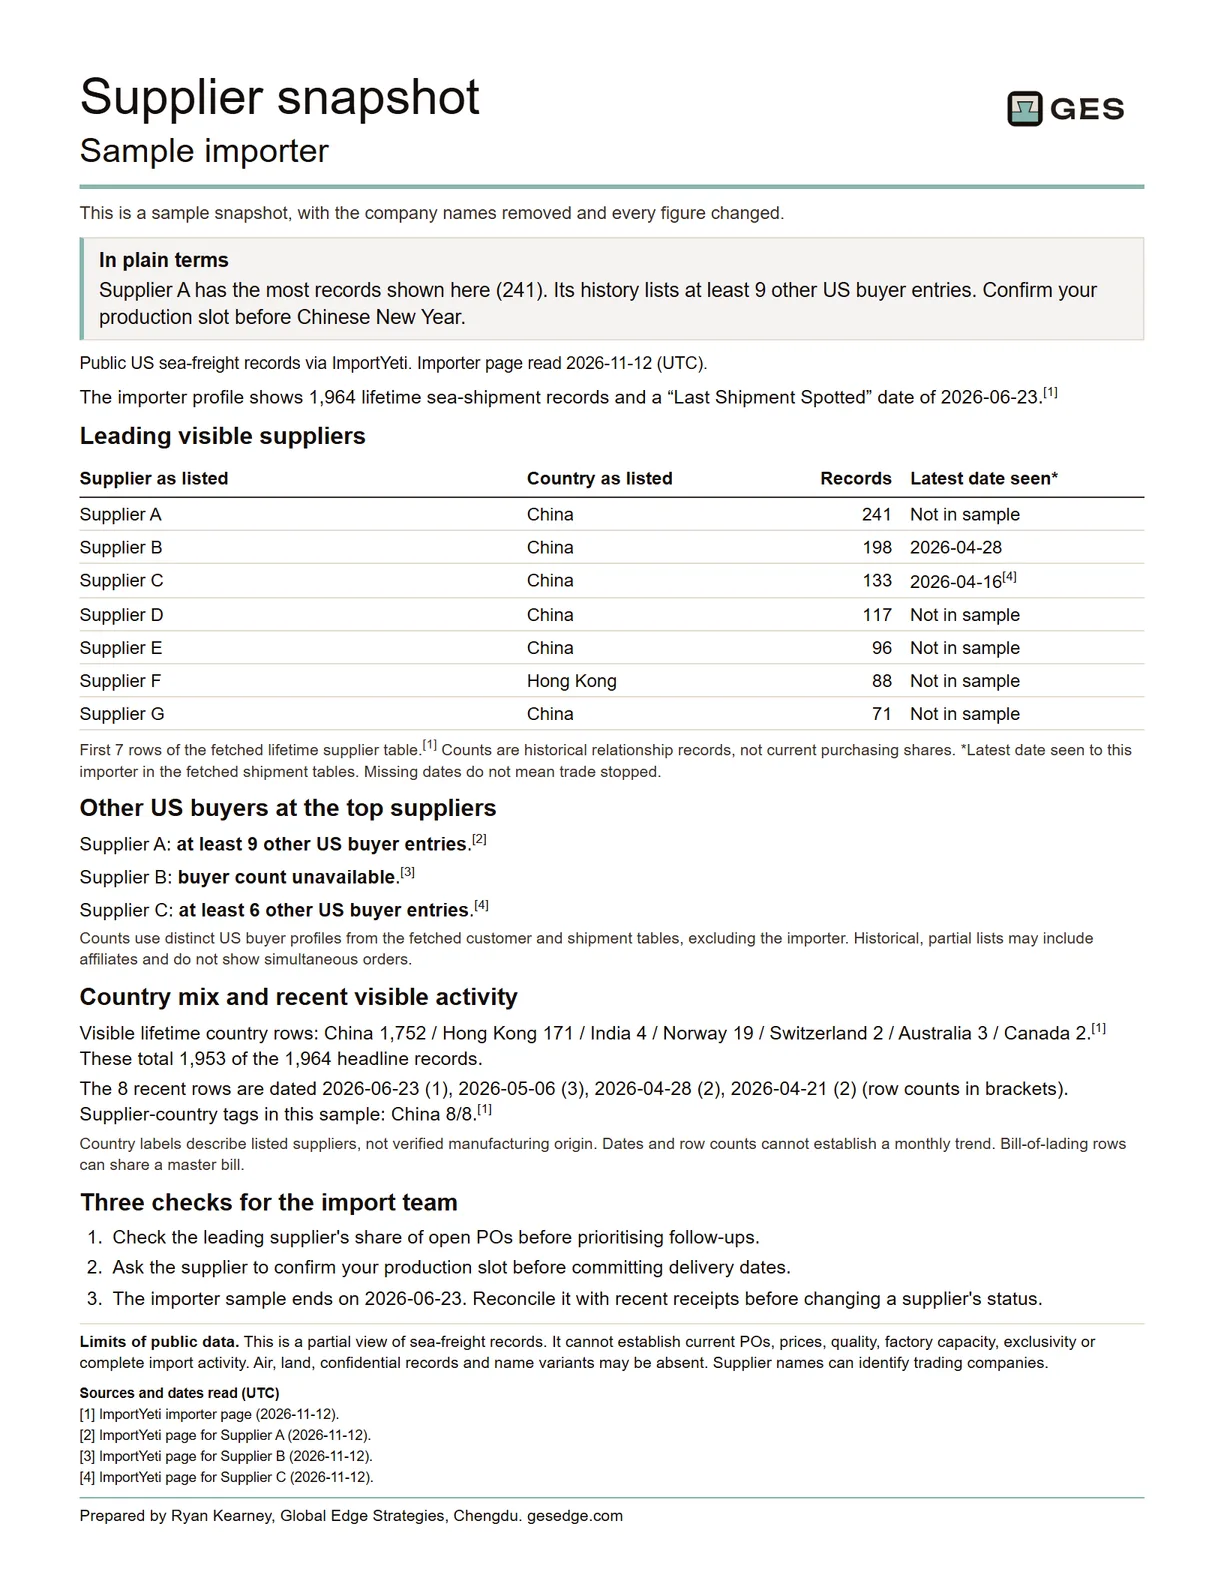 Supplier snapshot
GES
Sample importer
This is a sample snapshot, with the company names removed and every figure changed.
In plain terms
Supplier A has the most records shown here (241). Its history lists at least 9 other US buyer entries. Confirm your
production slot before Chinese New Year.
Public US sea-freight records via ImportYeti. Importer page read 2026-11-12 (UTC).
The importer profile shows 1,964 lifetime sea-shipment records and a “Last Shipment Spotted” date of 2026-06-23.[1]
Leading visible suppliers
Supplier as listed Country as listed Records Latest date seen*
Supplier A China 241 Not in sample
Supplier B China 198 2026-04-28
Supplier C China 133 2026-04-16[4]
Supplier D China 117 Not in sample
Supplier E China 96 Not in sample
Supplier F Hong Kong 88 Not in sample
Supplier G China 71 Not in sample
First 7 rows of the fetched lifetime supplier table.[1] Counts are historical relationship records, not current purchasing shares. *Latest date seen to this
importer in the fetched shipment tables. Missing dates do not mean trade stopped.
Other US buyers at the top suppliers
Supplier A: at least 9 other US buyer entries.[2]
Supplier B: buyer count unavailable.[3]
Supplier C: at least 6 other US buyer entries.[4]
Counts use distinct US buyer profiles from the fetched customer and shipment tables, excluding the importer. Historical, partial lists may include
affiliates and do not show simultaneous orders.
Country mix and recent visible activity
Visible lifetime country rows: China 1,752 / Hong Kong 171 / India 4 / Norway 19 / Switzerland 2 / Australia 3 / Canada 2.[1]
These total 1,953 of the 1,964 headline records.
The 8 recent rows are dated 2026-06-23 (1), 2026-05-06 (3), 2026-04-28 (2), 2026-04-21 (2) (row counts in brackets).
Supplier-country tags in this sample: China 8/8.[1]
Country labels describe listed suppliers, not verified manufacturing origin. Dates and row counts cannot establish a monthly trend. Bill-of-lading rows
can share a master bill.
Three checks for the import team
1. Check the leading supplier's share of open POs before prioritising follow-ups.
2. Ask the supplier to confirm your production slot before committing delivery dates.
3. The importer sample ends on 2026-06-23. Reconcile it with recent receipts before changing a supplier's status.
Limits of public data. This is a partial view of sea-freight records. It cannot establish current POs, prices, quality, factory capacity, exclusivity or
complete import activity. Air, land, confidential records and name variants may be absent. Supplier names can identify trading companies.
Sources and dates read (UTC)
[1] ImportYeti importer page (2026-11-12).
[2] ImportYeti page for Supplier A (2026-11-12).
[3] ImportYeti page for Supplier B (2026-11-12).
[4] ImportYeti page for Supplier C (2026-11-12).
Prepared by Ryan Kearney, Global Edge Strategies, Chengdu. gesedge.com